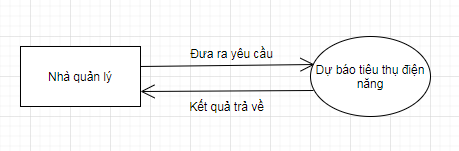 Đưa ra yêu cầu
Nhà quản lý
Dự báo tiêu thụ điện
năng
Kết quả trả về